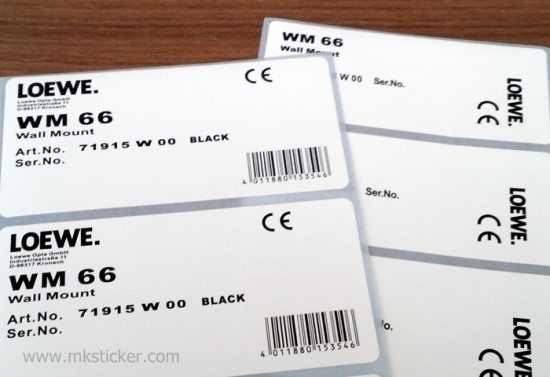 LOEWE.
Loewe Opta GmbH
Industriestraße 11
D-96317 Kronach
CE
WM 66
Wall Mount
Art.No. 71915 W 00 BLACK
Ser.No.
4 011880 153546
LOEWE.
Loewe Opta GmbH
Industriestraße 11
D-96317 Kronach
CE
WM 66
Wall Mount
Art.No. 71915 W 00 BLACK
Ser.No.
4 011880 153546
WM 66
Wall Mount
W 00 Ser.No.
LOEWE.
CE
Ser.No.
LOEWE.
CE
No.
LOEWE.
CE
www.mksticker.com